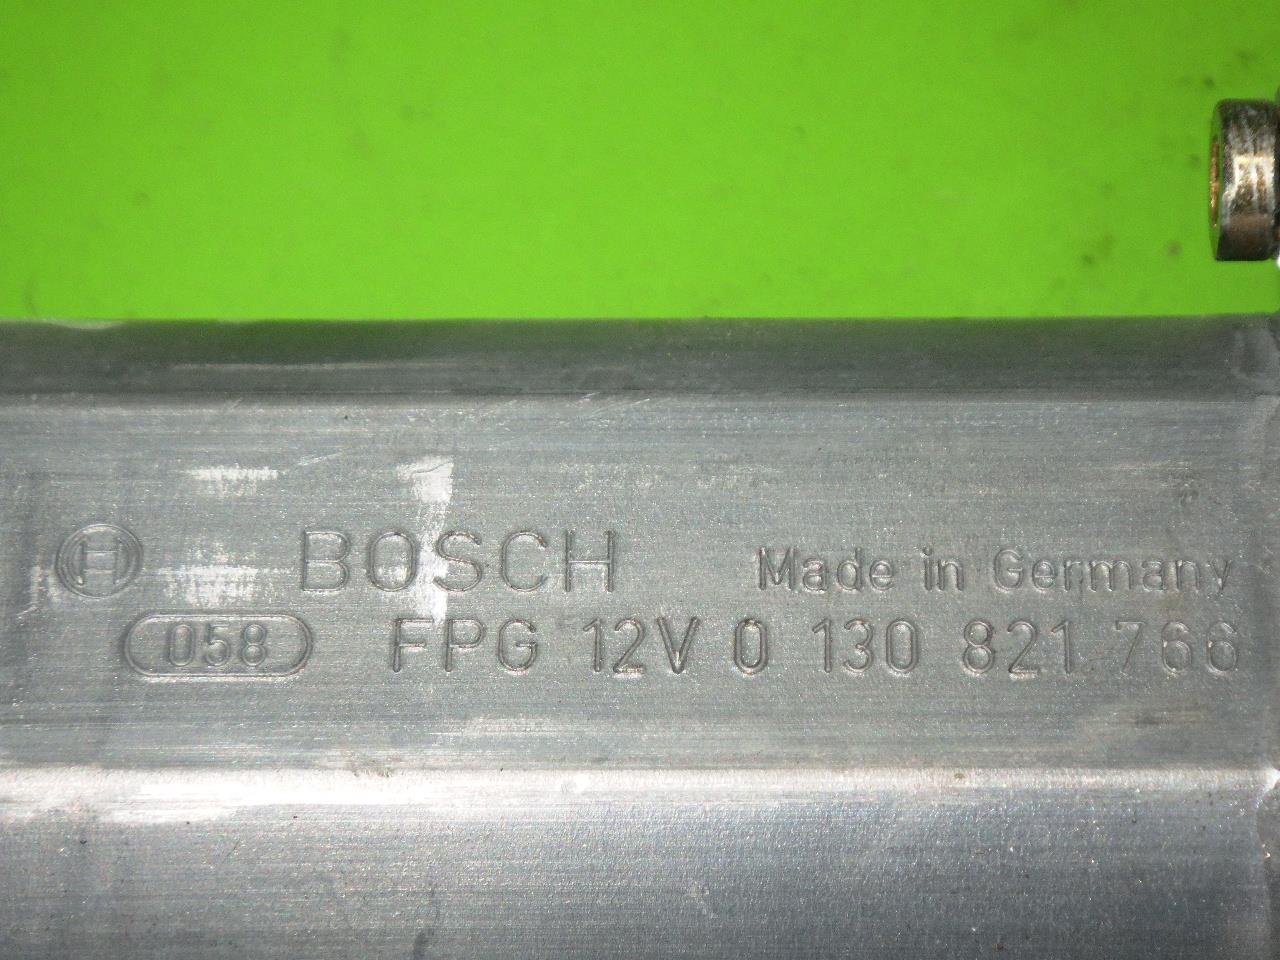 BOSCH Made in Germany
058 FPG 12V 0 130 821 766